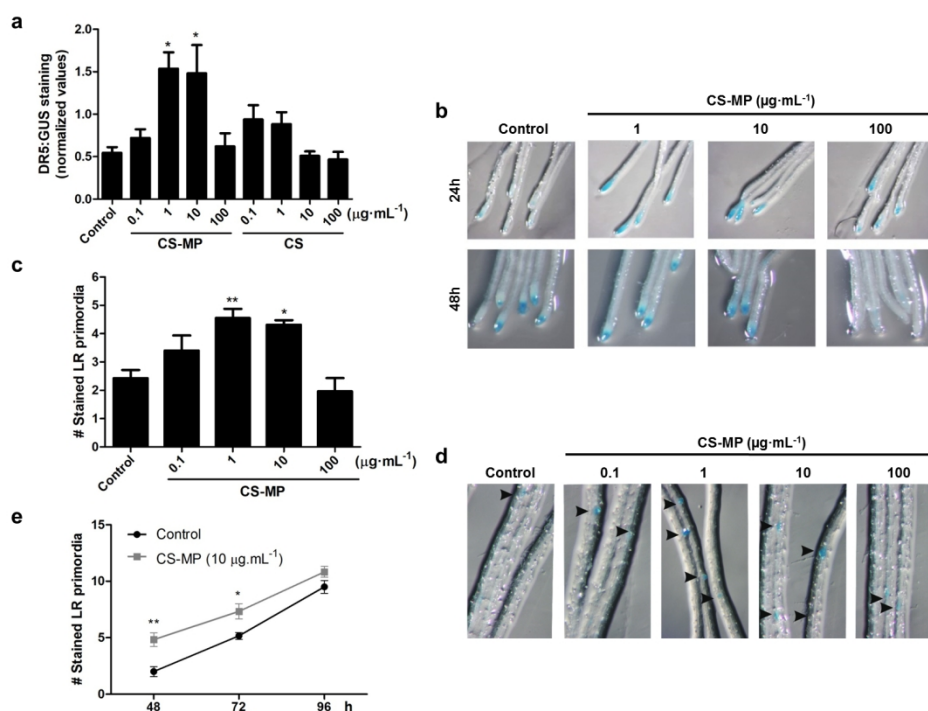 a
DR5:GUS staining
(normalized values)
2.0
1.5
1.0
0.5
0.0
Control
0.1
1
10
100
0.1
1
10
100
(μg·mL⁻¹)
CS-MP
CS
b
CS-MP (μg·mL⁻¹)
Control
1
10
100
24h
48h
c
# Stained LR primordia
6
5
4
3
2
1
0
*
*
**
*
Control
0.1
1
10
100
(μg·mL⁻¹)
CS-MP
d
CS-MP (μg·mL⁻¹)
Control
0.1
1
10
100
e
# Stained LR primordia
15
10
5
0
Control
CS-MP (10 μg.mL⁻¹)
**
*
48
72
96
h